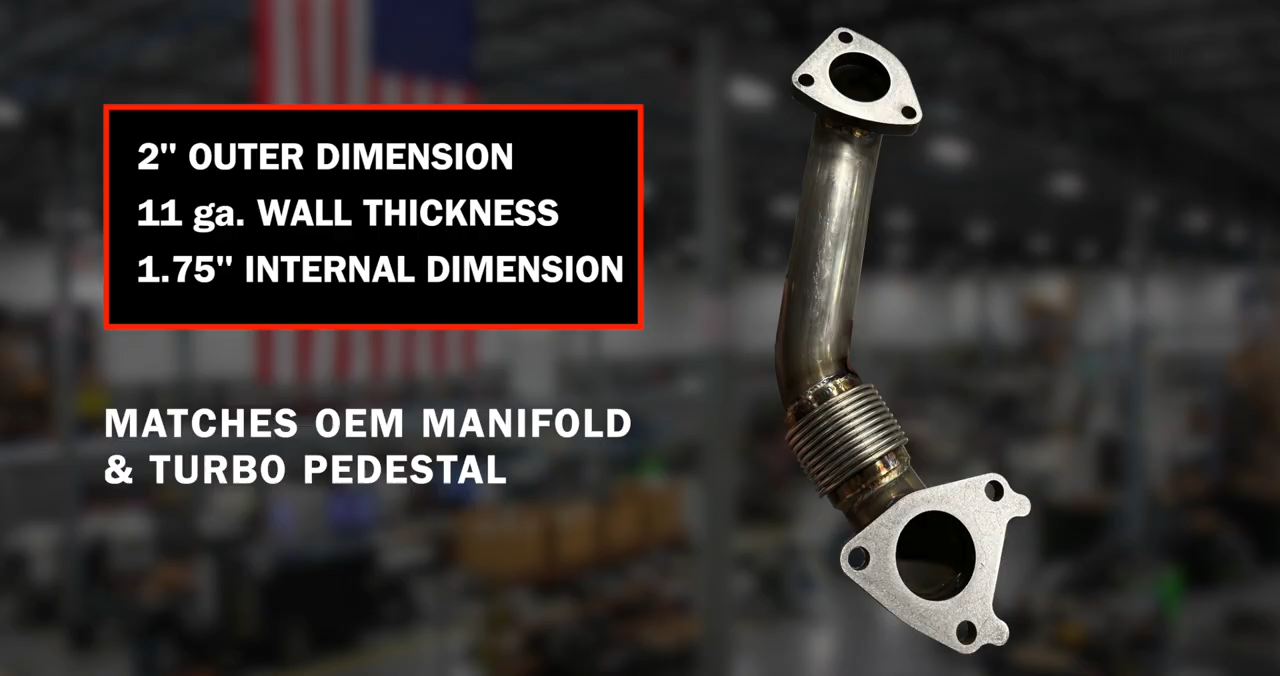 2" OUTER DIMENSION
11 ga. WALL THICKNESS
1.75" INTERNAL DIMENSION
MATCHES OEM MANIFOLD
& TURBO PEDESTAL